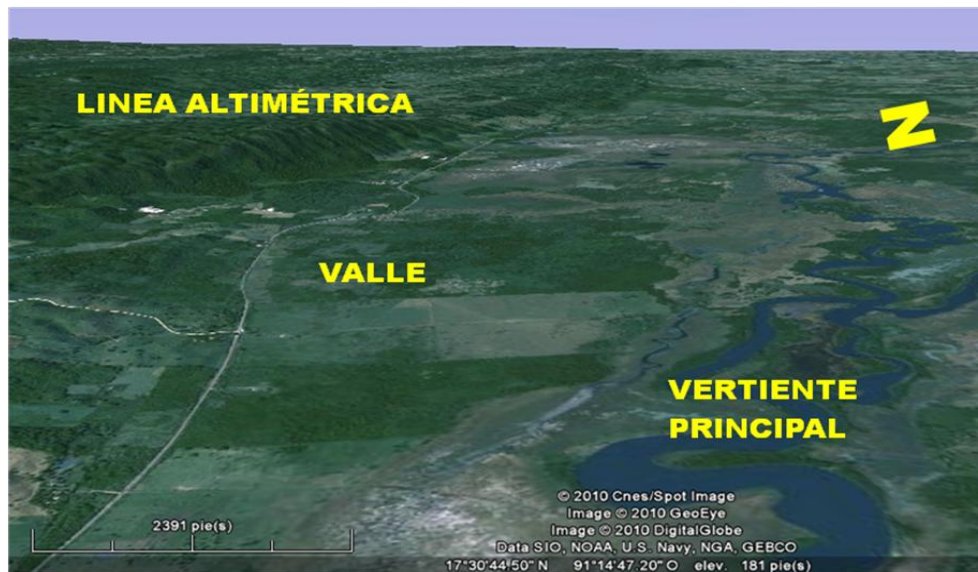 LINEA ALTIMÉTRICA
N
VALLE
VERTIENTE
PRINCIPAL
2391 pie(s)
© 2010 Cnes/Spot Image
Image © 2010 GeoEye
Image © 2010 DigitalGlobe
Data SIO, NOAA, U.S. Navy, NGA, GEBCO
17°30'44.50" N 91°14'47.20" O elev. 181 pie(s)